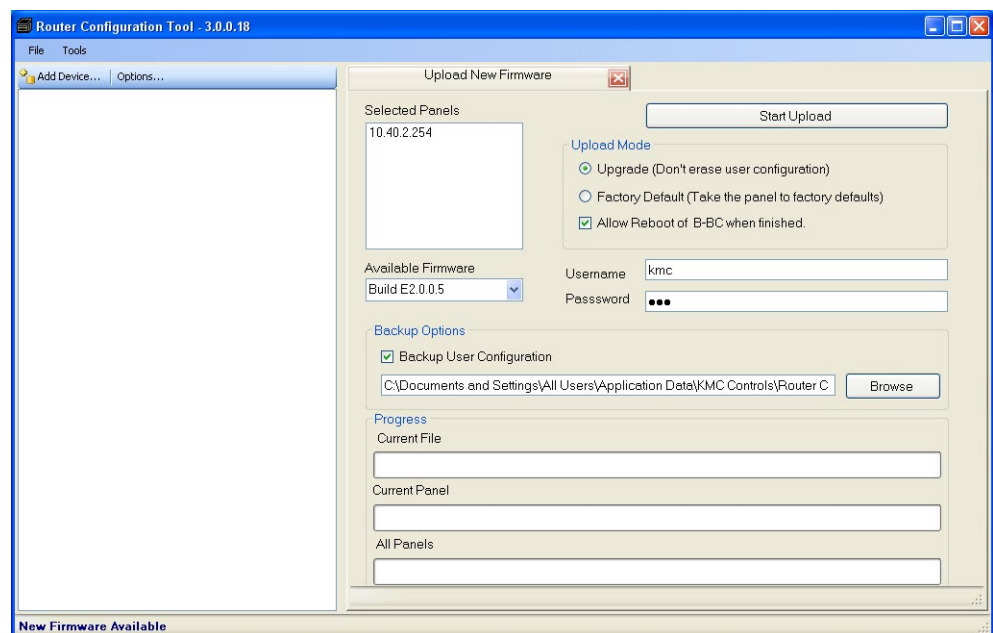 Router Configuration Tool - 3.0.0.18
File Tools
Add Device... Options...
Upload New Firmware
Selected Panels
10.40.2.254
Start Upload
Upload Mode
Upgrade (Don't erase user configuration)
Factory Default (Take the panel to factory defaults)
Allow Reboot of B-BC when finished.
Available Firmware
Build E2.0.0.5
Username kmc
Passsword ●●●
Backup Options
Backup User Configuration
C:\Documents and Settings\All Users\Application Data\KMC Controls\Router C Browse
Progress
Current File
Current Panel
All Panels
New Firmware Available